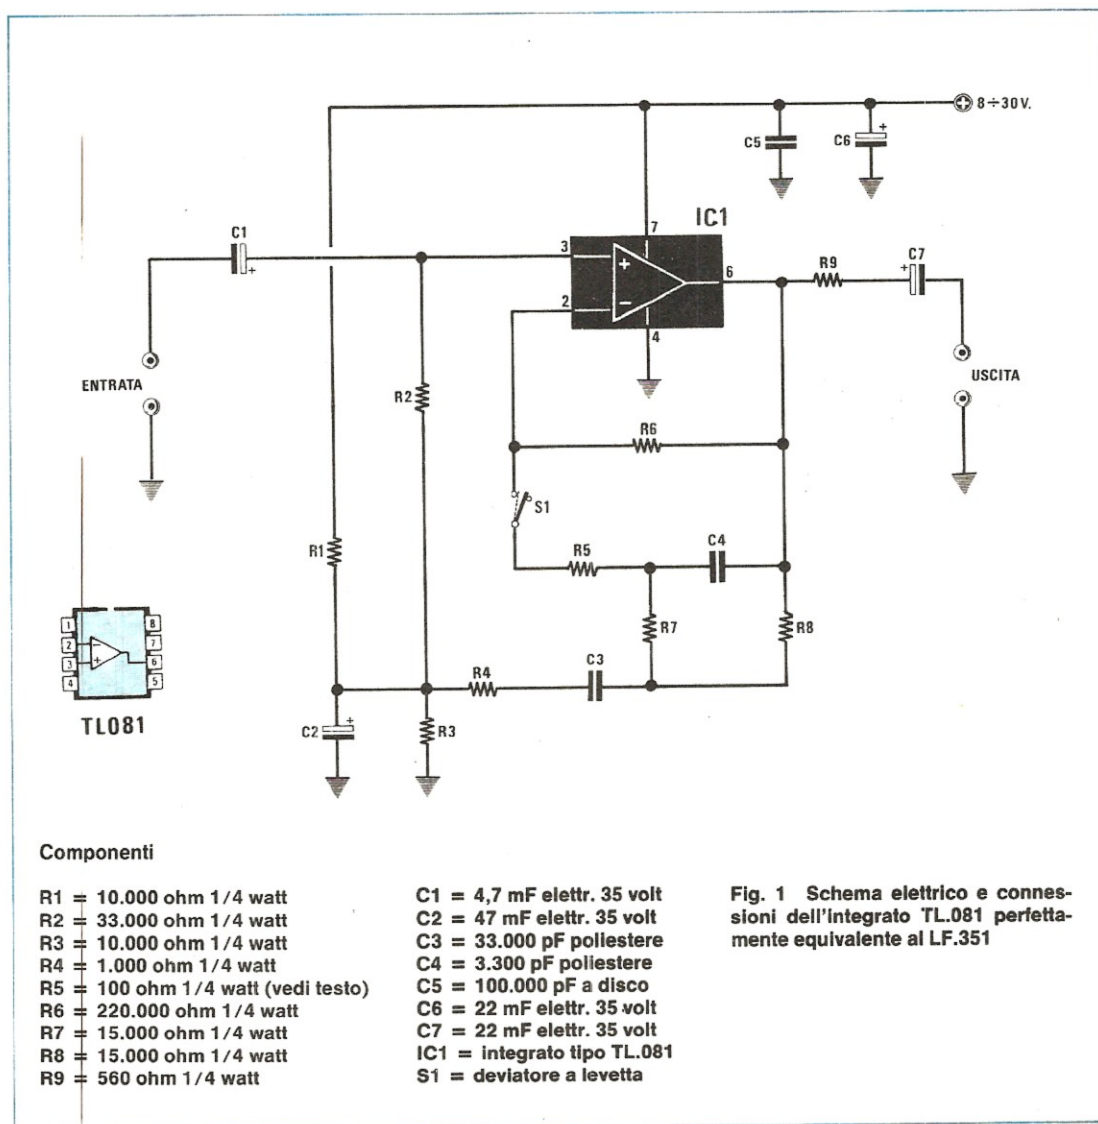 8÷30V.
C5
C6
+
IC1
C1
+
3
7
+
6
R9
C7
+
2
−
4
ENTRATA
USCITA
R2
R6
S1
R1
R5
C4
R7
R8
1
8
2
−
7
3
+
6
4
5
TL081
R4
C3
C2
+
R3
Componenti
R1 = 10.000 ohm 1/4 watt
R2 = 33.000 ohm 1/4 watt
R3 = 10.000 ohm 1/4 watt
R4 = 1.000 ohm 1/4 watt
R5 = 100 ohm 1/4 watt (vedi testo)
R6 = 220.000 ohm 1/4 watt
R7 = 15.000 ohm 1/4 watt
R8 = 15.000 ohm 1/4 watt
R9 = 560 ohm 1/4 watt
C1 = 4,7 mF elettr. 35 volt
C2 = 47 mF elettr. 35 volt
C3 = 33.000 pF poliestere
C4 = 3.300 pF poliestere
C5 = 100.000 pF a disco
C6 = 22 mF elettr. 35 volt
C7 = 22 mF elettr. 35 volt
IC1 = integrato tipo TL.081
S1 = deviatore a levetta
Fig. 1 Schema elettrico e connes-
sioni dell'integrato TL.081 perfetta-
mente equivalente al LF.351